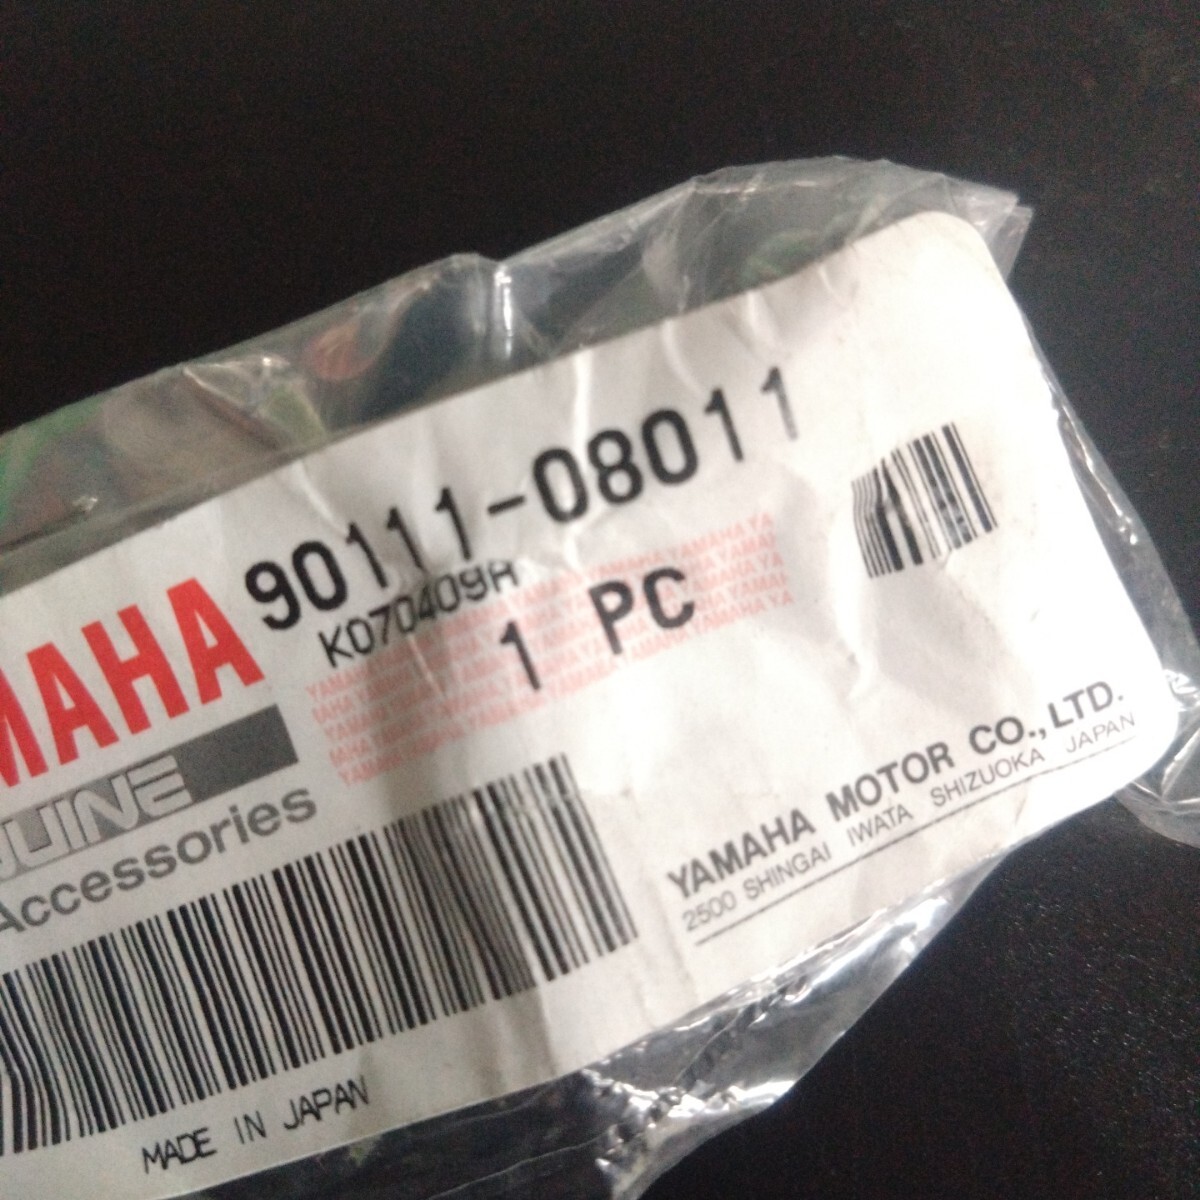 90111-08011
K070409A
1 PC
MAHA
UINE
Accessories
YAMAHA MOTOR CO., LTD.
2500 SHINGAI IWATA SHIZUOKA JAPAN
MADE IN JAPAN